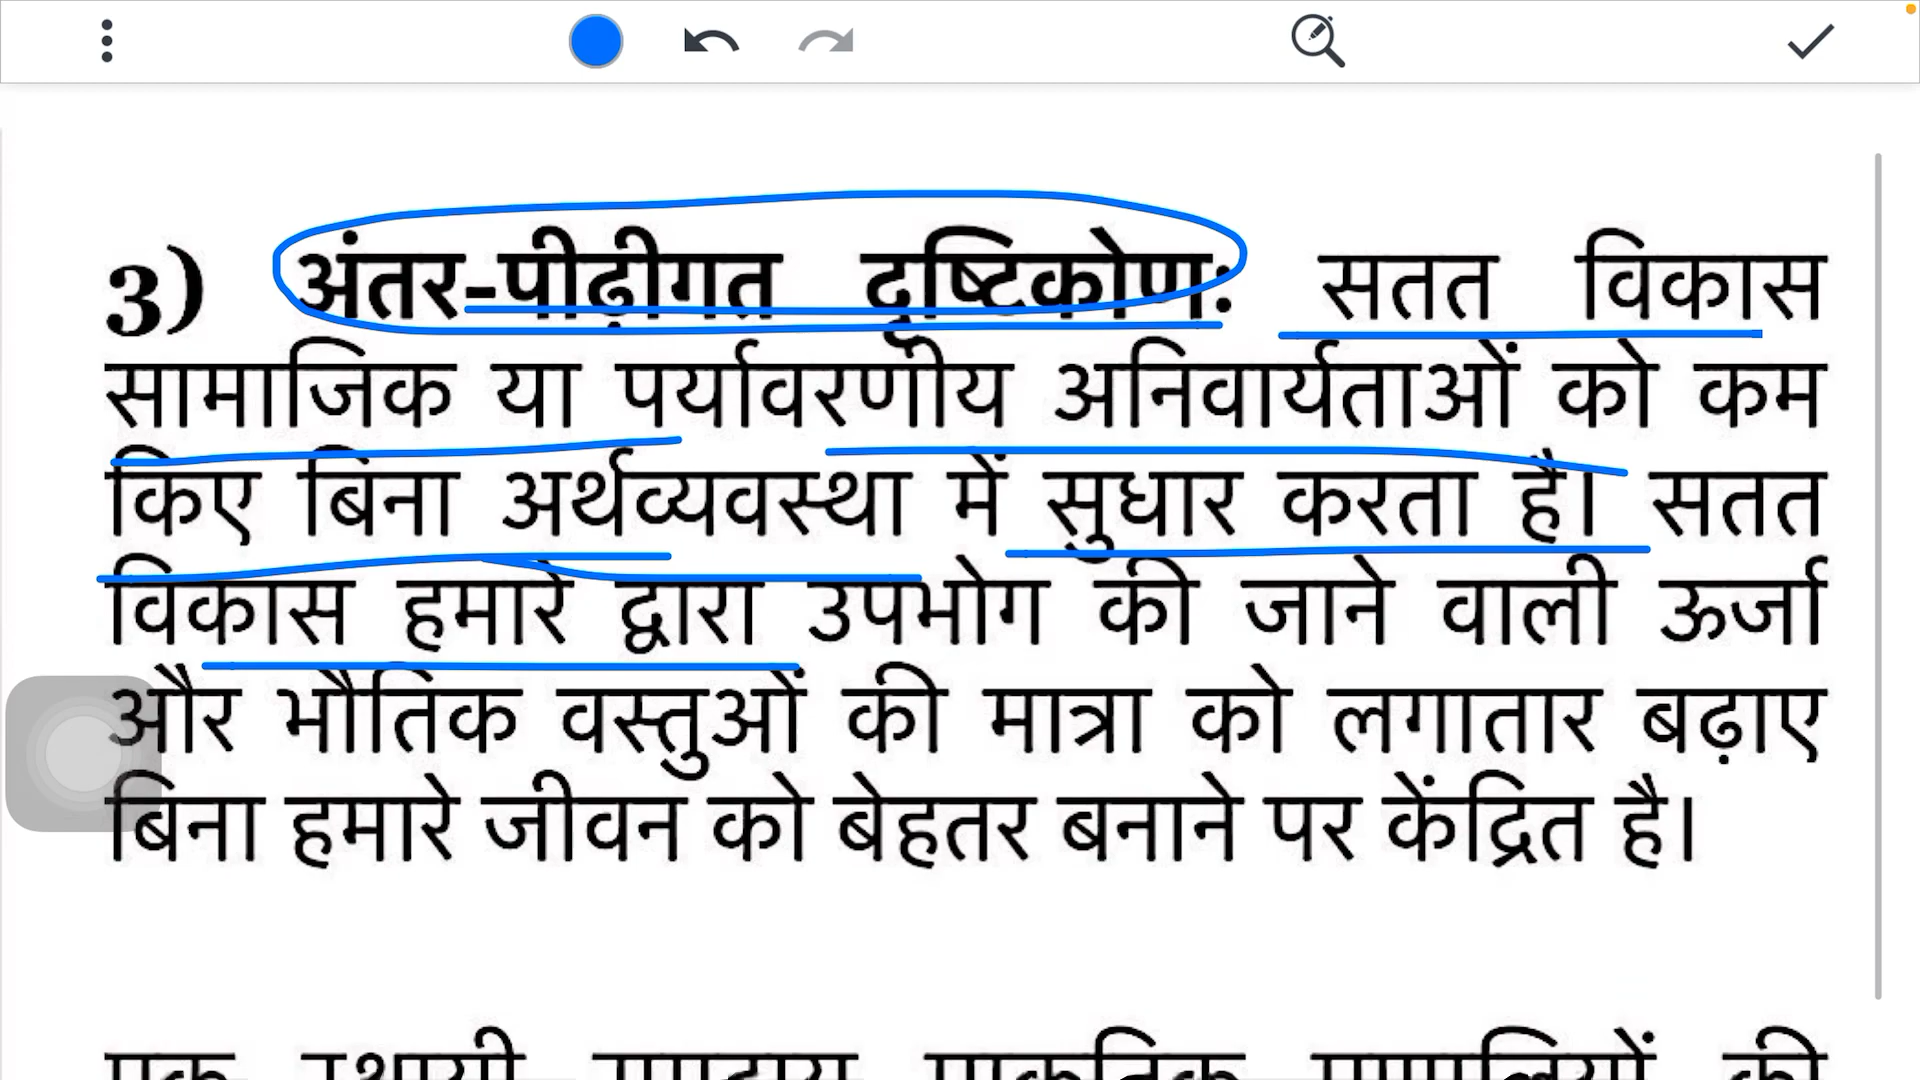 3) अंतर-पीढ़ीगत दृष्टिकोण: सतत विकास
सामाजिक या पर्यावरणीय अनिवार्यताओं को कम
किए बिना अर्थव्यवस्था में सुधार करता है। सतत
विकास हमारे द्वारा उपभोग की जाने वाली ऊर्जा
और भौतिक वस्तुओं की मात्रा को लगातार बढ़ाए
बिना हमारे जीवन को बेहतर बनाने पर केंद्रित है।